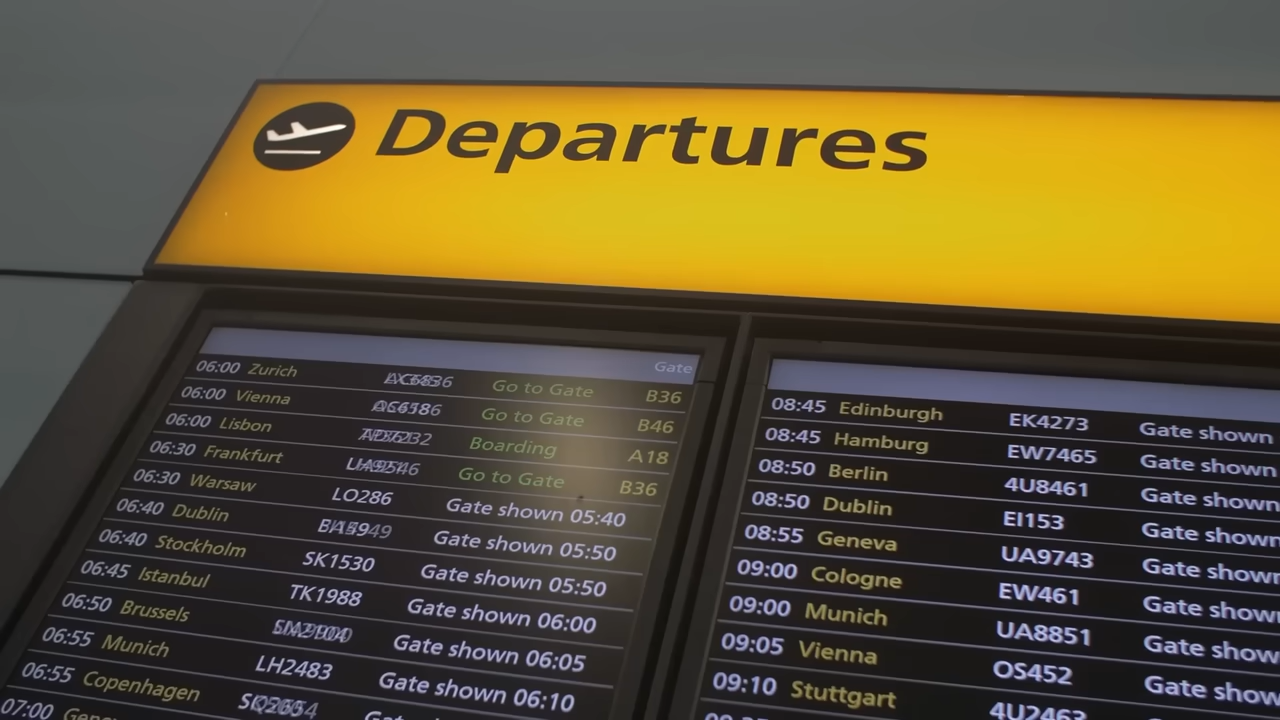 Departures
Gate
06:00 Zurich Go to Gate B36
06:00 Vienna Go to Gate B46
06:00 Lisbon Boarding A18
06:30 Frankfurt Go to Gate B36
06:30 Warsaw LO286 Gate shown 05:40
06:40 Dublin Gate shown 05:50
06:40 Stockholm SK1530 Gate shown 05:50
06:45 Istanbul TK1988 Gate shown 06:00
06:50 Brussels Gate shown 06:05
06:55 Munich LH2483 Gate shown 06:10
06:55 Copenhagen
07:00
08:45 Edinburgh EK4273 Gate shown
08:45 Hamburg EW7465 Gate shown
08:50 Berlin 4U8461 Gate shown
08:50 Dublin EI153 Gate shown
08:55 Geneva UA9743 Gate shown
09:00 Cologne EW461 Gate shown
09:00 Munich UA8851 Gate shown
09:05 Vienna OS452 Gate shown
09:10 Stuttgart 4U2463 Gate